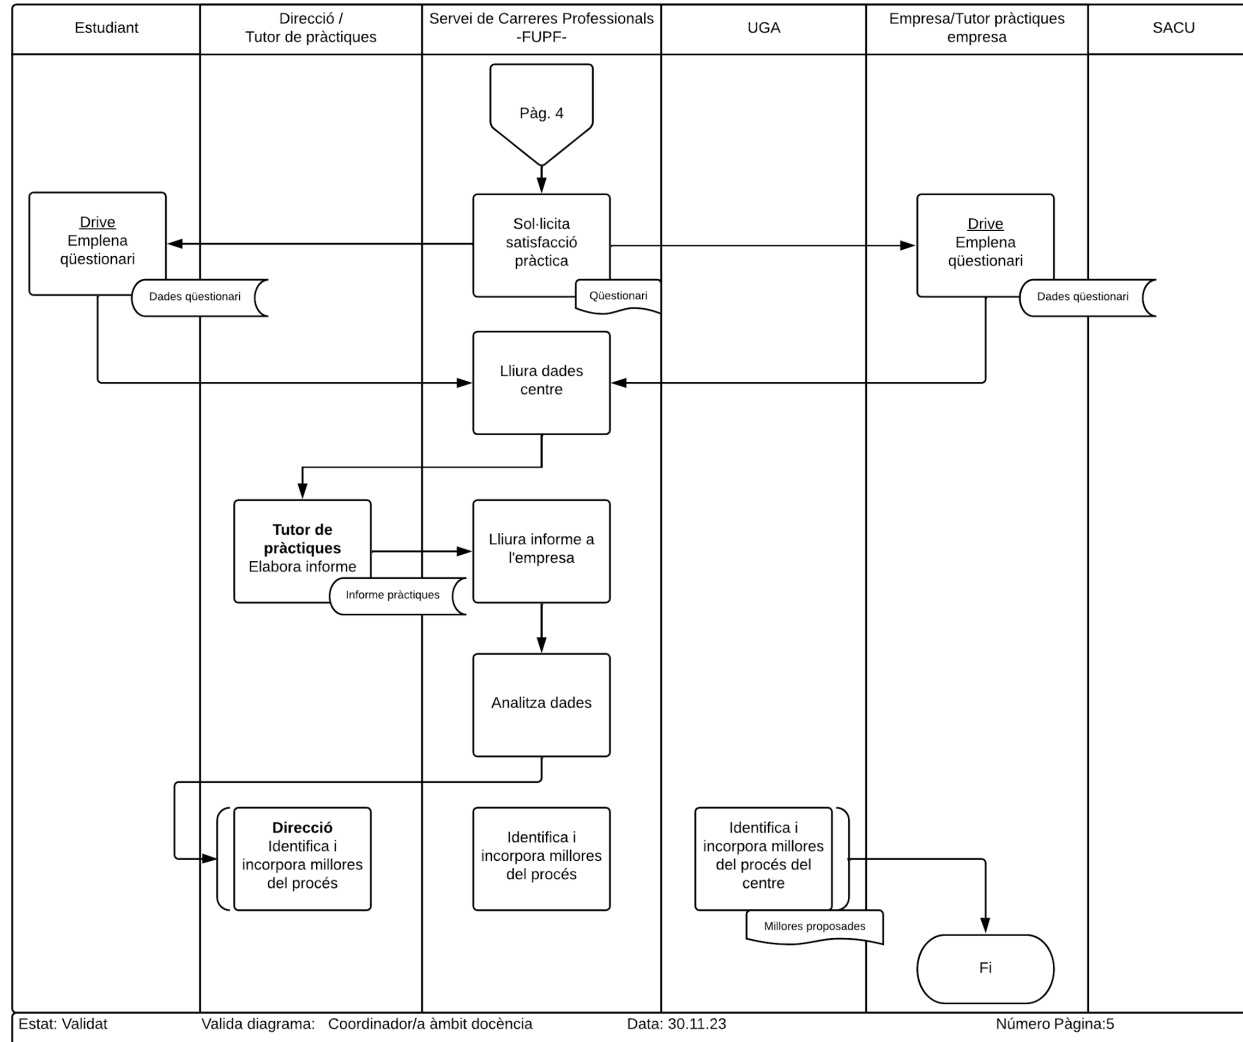 Estudiant
Direcció /
Tutor de pràctiques
Servei de Carreres Professionals
-FUPF-
UGA
Empresa/Tutor pràctiques
empresa
SACU
Pàg. 4
Drive
Emplena
qüestionari
Dades qüestionari
Sol·licita
satisfacció
pràctica
Qüestionari
Drive
Emplena
qüestionari
Dades qüestionari
Lliura dades
centre
Tutor de
pràctiques
Elabora informe
Informe pràctiques
Lliura informe a
l'empresa
Analitza dades
Direcció
Identifica i
incorpora millores
del procés
Identifica i
incorpora millores
del procés
Identifica i
incorpora millores
del procés del
centre
Millores proposades
Fi
Estat: Validat
Valida diagrama: Coordinador/a àmbit docència
Data: 30.11.23
Número Pàgina:5